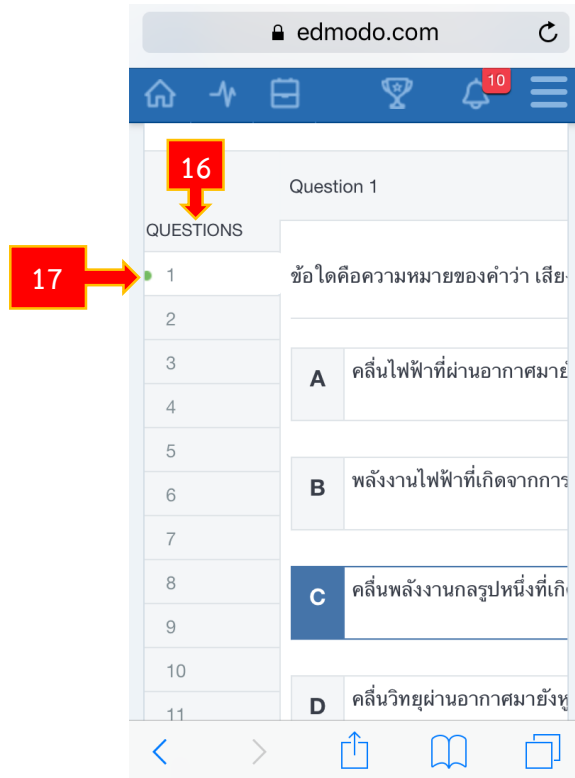 edmodo.com
10
16
Question 1
QUESTIONS
17
1
ข้อใดคือความหมายของคำว่า เสีย
2
3
A
คลื่นไฟฟ้าที่ผ่านอากาศมายั
4
5
B
พลังงานไฟฟ้าที่เกิดจากการ
6
7
8
C
คลื่นพลังงานกลรูปหนึ่งที่เกิ
9
10
D
คลื่นวิทยุผ่านอากาศมายังหู
11